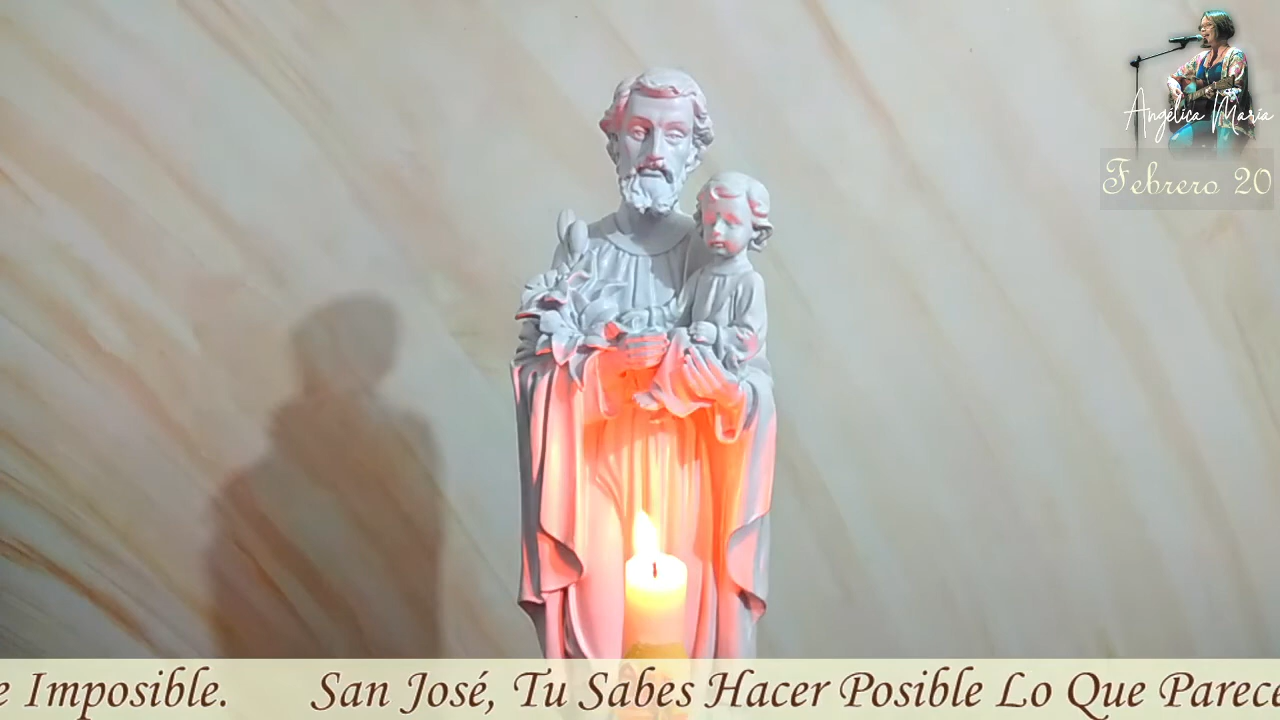 Angélica María
Febrero 20
e Imposible. San José, Tu Sabes Hacer Posible Lo Que Parece